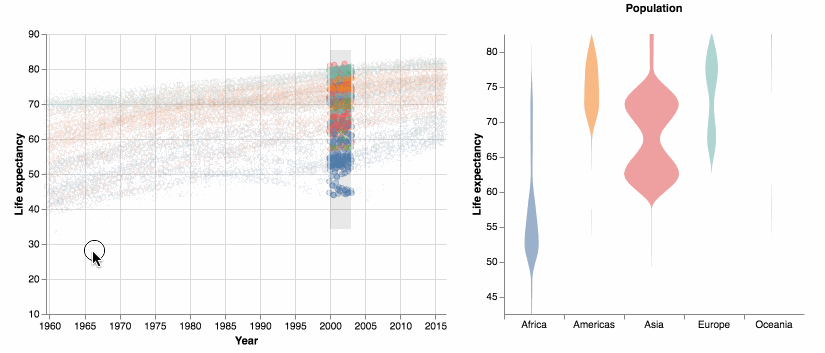 90
80
70
60
50
40
30
20
10
Life expectancy
1960 1965 1970 1975 1980 1985 1990 1995 2000 2005 2010 2015
Year
Population
80
75
70
65
60
55
50
45
Life expectancy
Africa Americas Asia Europe Oceania